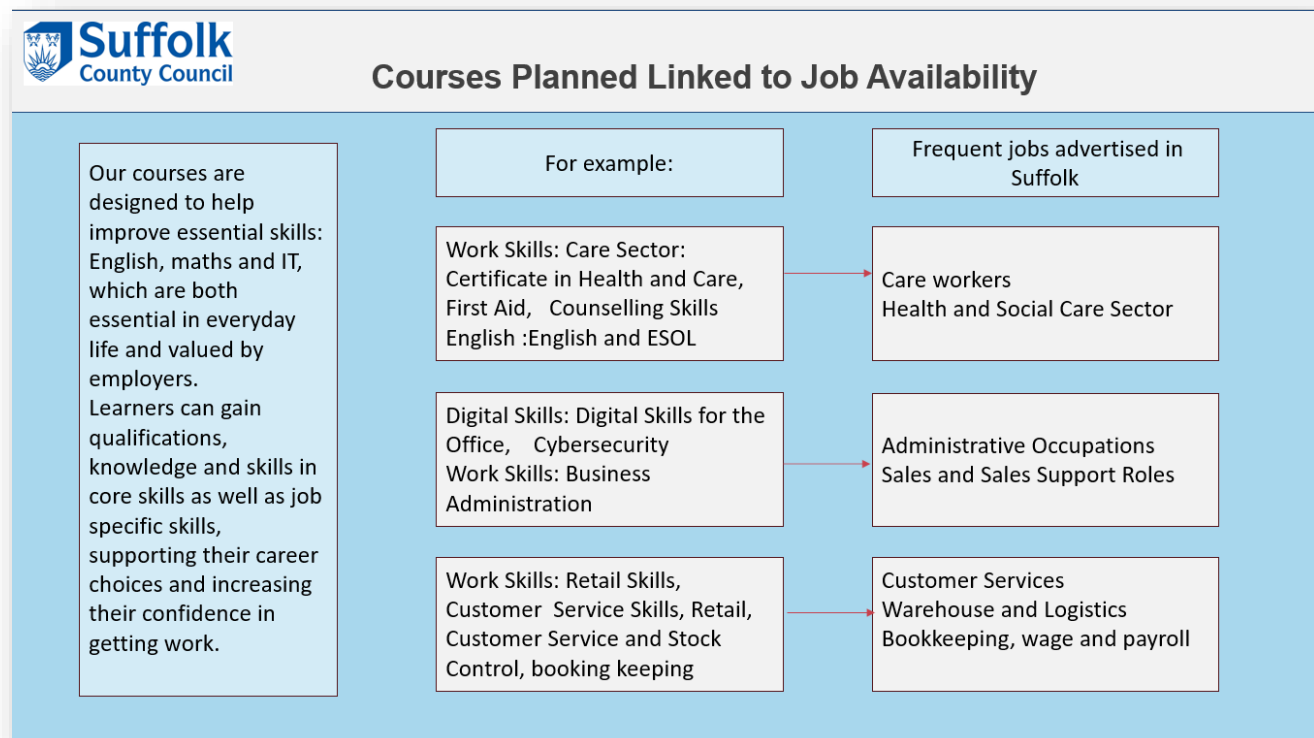 Suffolk
County Council
Courses Planned Linked to Job Availability
Our courses are
designed to help
improve essential skills:
English, maths and IT,
which are both
essential in everyday
life and valued by
employers.
Learners can gain
qualifications,
knowledge and skills in
core skills as well as job
specific skills,
supporting their career
choices and increasing
their confidence in
getting work.
For example:
Work Skills: Care Sector:
Certificate in Health and Care,
First Aid,   Counselling Skills
English :English and ESOL
Digital Skills: Digital Skills for the
Office,    Cybersecurity
Work Skills: Business
Administration
Work Skills: Retail Skills,
Customer  Service Skills, Retail,
Customer Service and Stock
Control, booking keeping
Frequent jobs advertised in
Suffolk
Care workers
Health and Social Care Sector
Administrative Occupations
Sales and Sales Support Roles
Customer Services
Warehouse and Logistics
Bookkeeping, wage and payroll